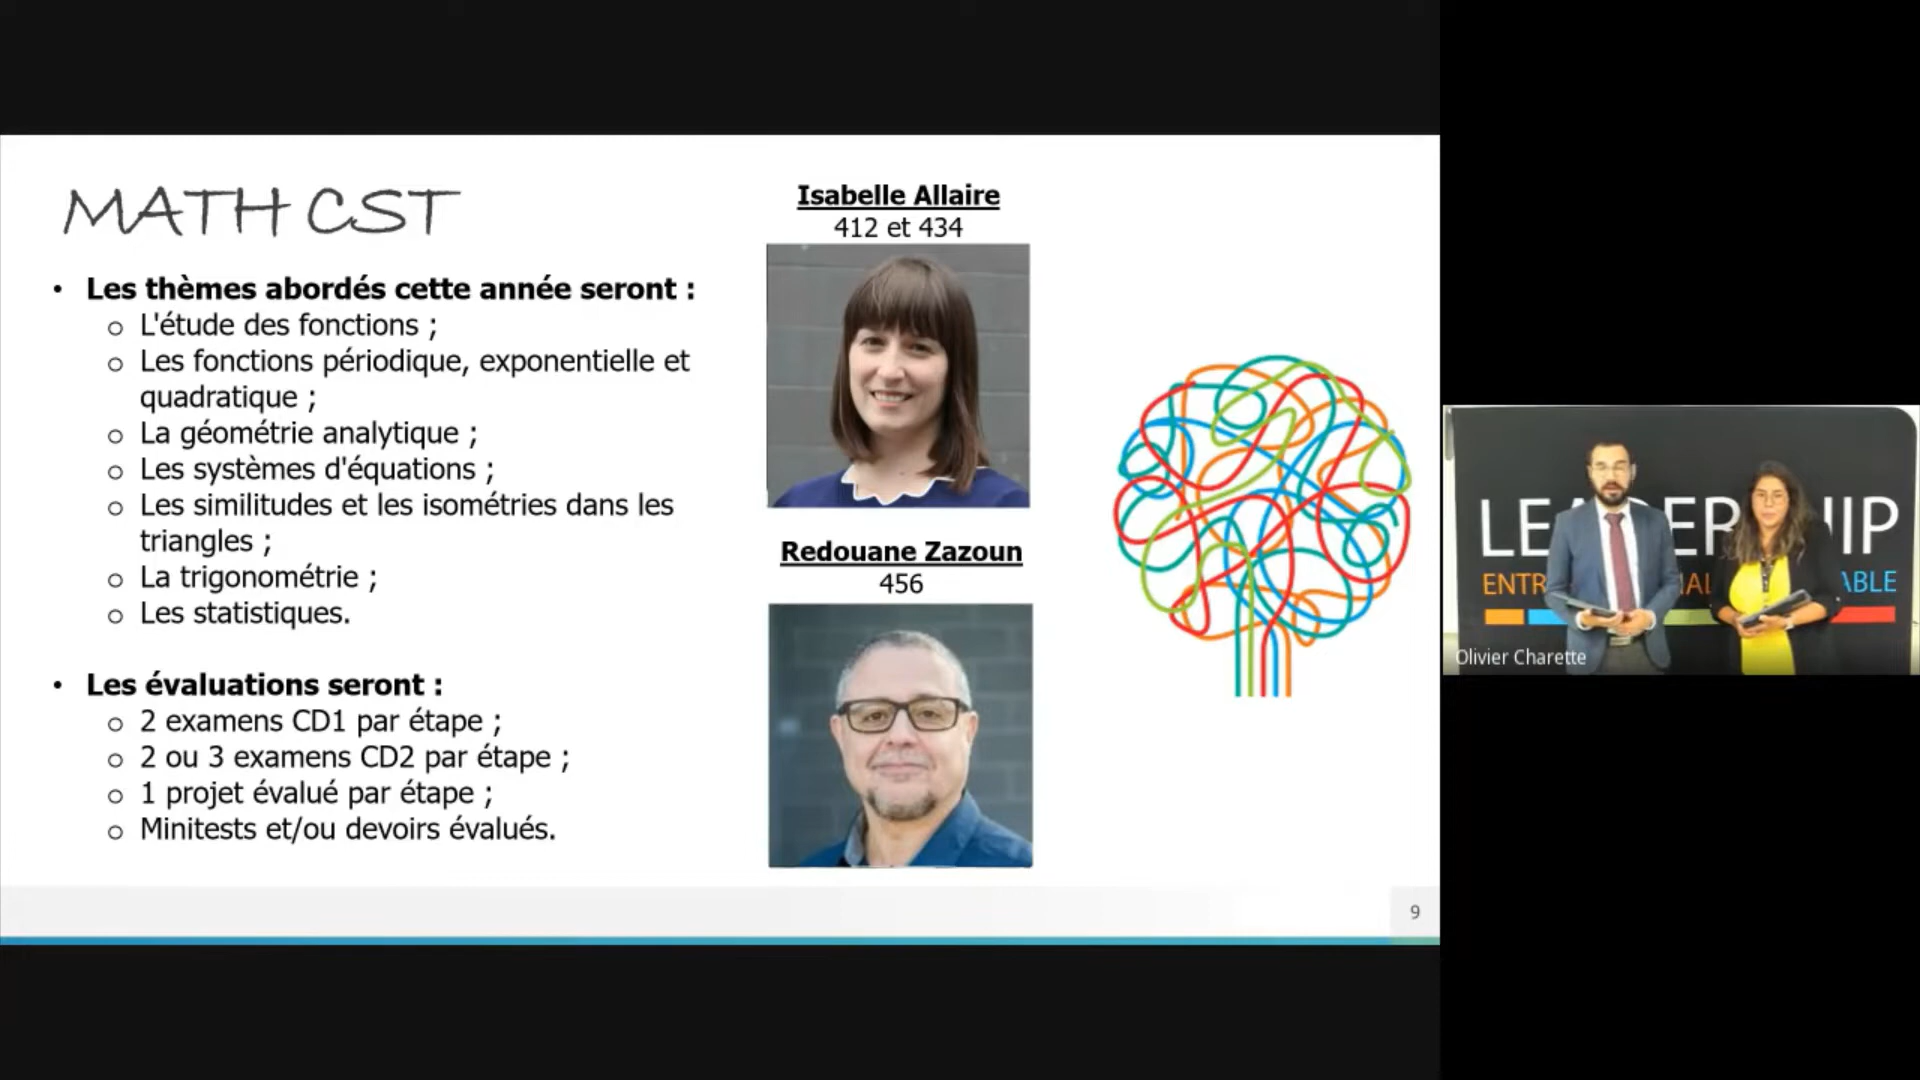 MATH CST
• Les thèmes abordés cette année seront :
o L'étude des fonctions ;
o Les fonctions périodique, exponentielle et
quadratique ;
o La géométrie analytique ;
o Les systèmes d'équations ;
o Les similitudes et les isométries dans les
triangles ;
o La trigonométrie ;
o Les statistiques.
• Les évaluations seront :
o 2 examens CD1 par étape ;
o 2 ou 3 examens CD2 par étape ;
o 1 projet évalué par étape ;
o Minitests et/ou devoirs évalués.
Isabelle Allaire
412 et 434
Redouane Zazoun
456
9
Olivier Charette